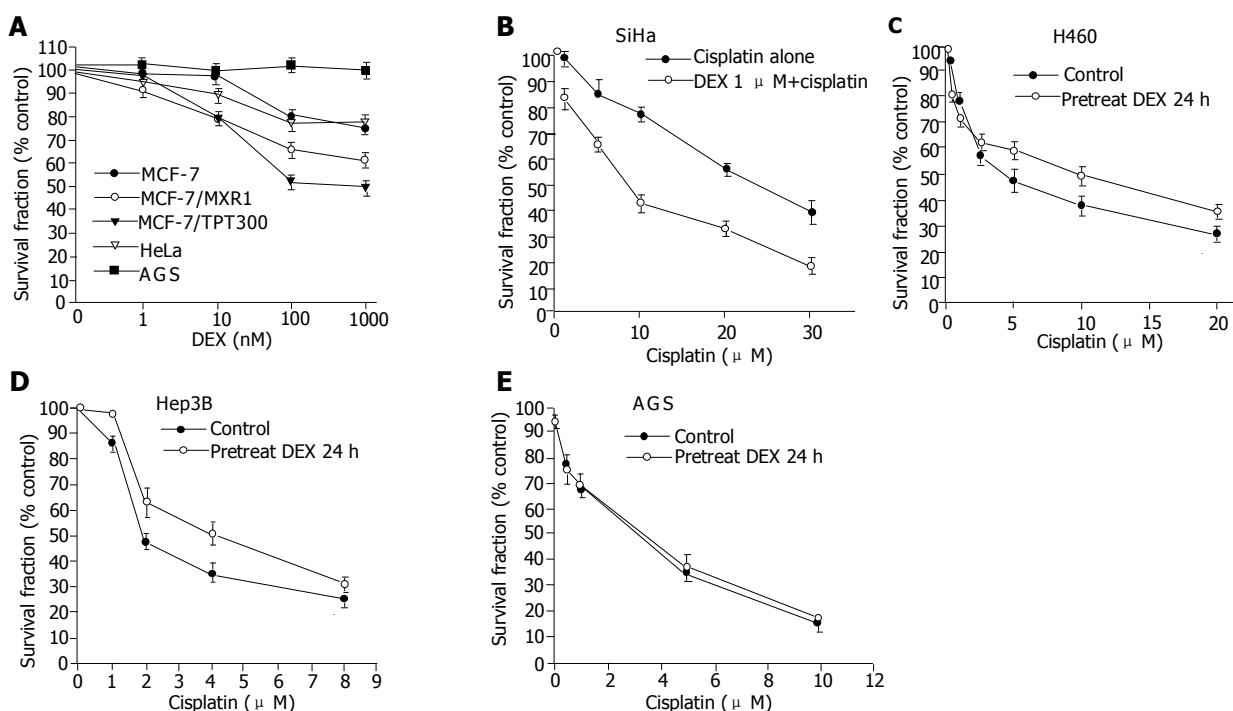 A
110
100
90
80
70
60
50
40
30
20
10
0
Survival fraction (% control)
MCF-7
MCF-7/MXR1
MCF-7/TPT300
HeLa
AGS
0 1 10 100 1000
DEX (nM)
B
SiHa
100
90
80
70
60
50
40
30
20
10
0
Survival fraction (% control)
Cisplatin alone
DEX 1 μ M+cisplatin
0 10 20 30
Cisplatin (μ M)
C
H460
100
90
80
70
60
50
40
30
20
10
0
Survival fraction (% control)
Control
Pretreat DEX 24 h
0 5 10 15 20
Cisplatin (μ M)
D
Hep3B
100
90
80
70
60
50
40
30
20
10
0
Survival fraction (% control)
Control
Pretreat DEX 24 h
0 1 2 3 4 5 6 7 8 9
Cisplatin (μ M)
E
AGS
100
90
80
70
60
50
40
30
20
10
0
Survival fraction (% control)
Control
Pretreat DEX 24 h
0 2 4 6 8 10 12
Cisplatin (μ M)